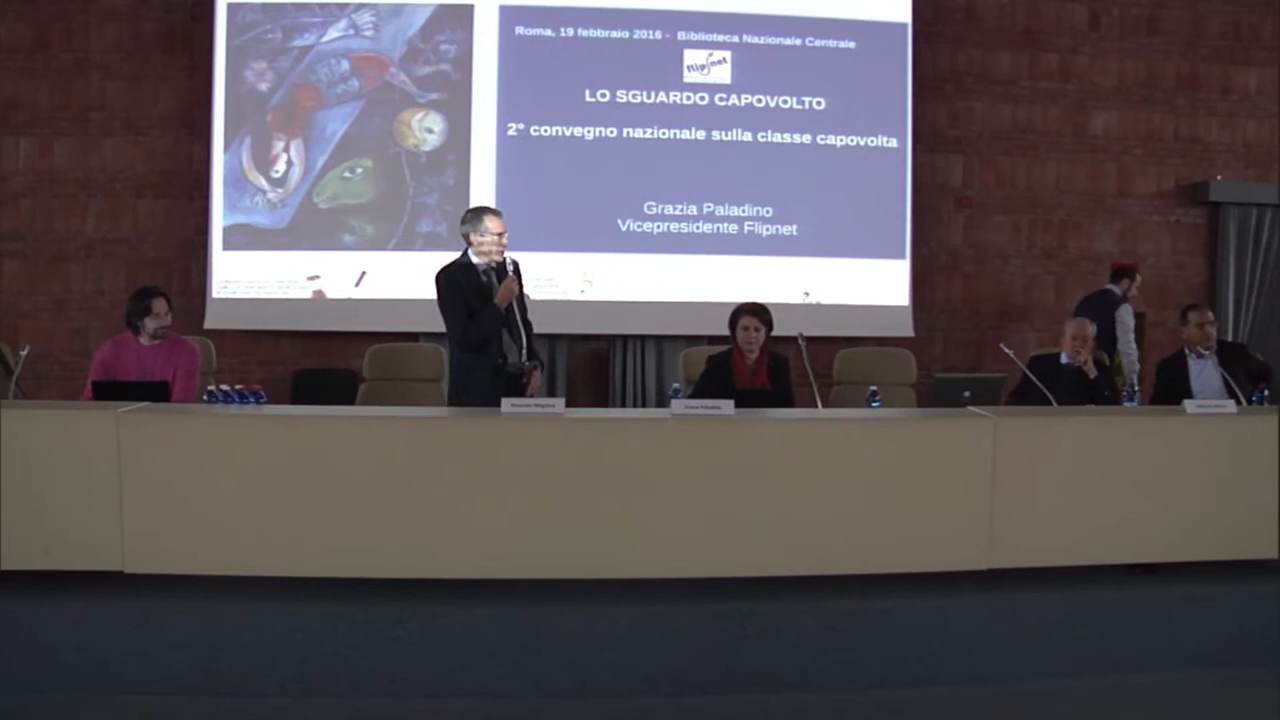 Roma, 19 febbraio 2016 - Biblioteca Nazionale Centrale
flipnet
LO SGUARDO CAPOVOLTO
2° convegno nazionale sulla classe capovolta
Grazia Paladino
Vicepresidente Flipnet